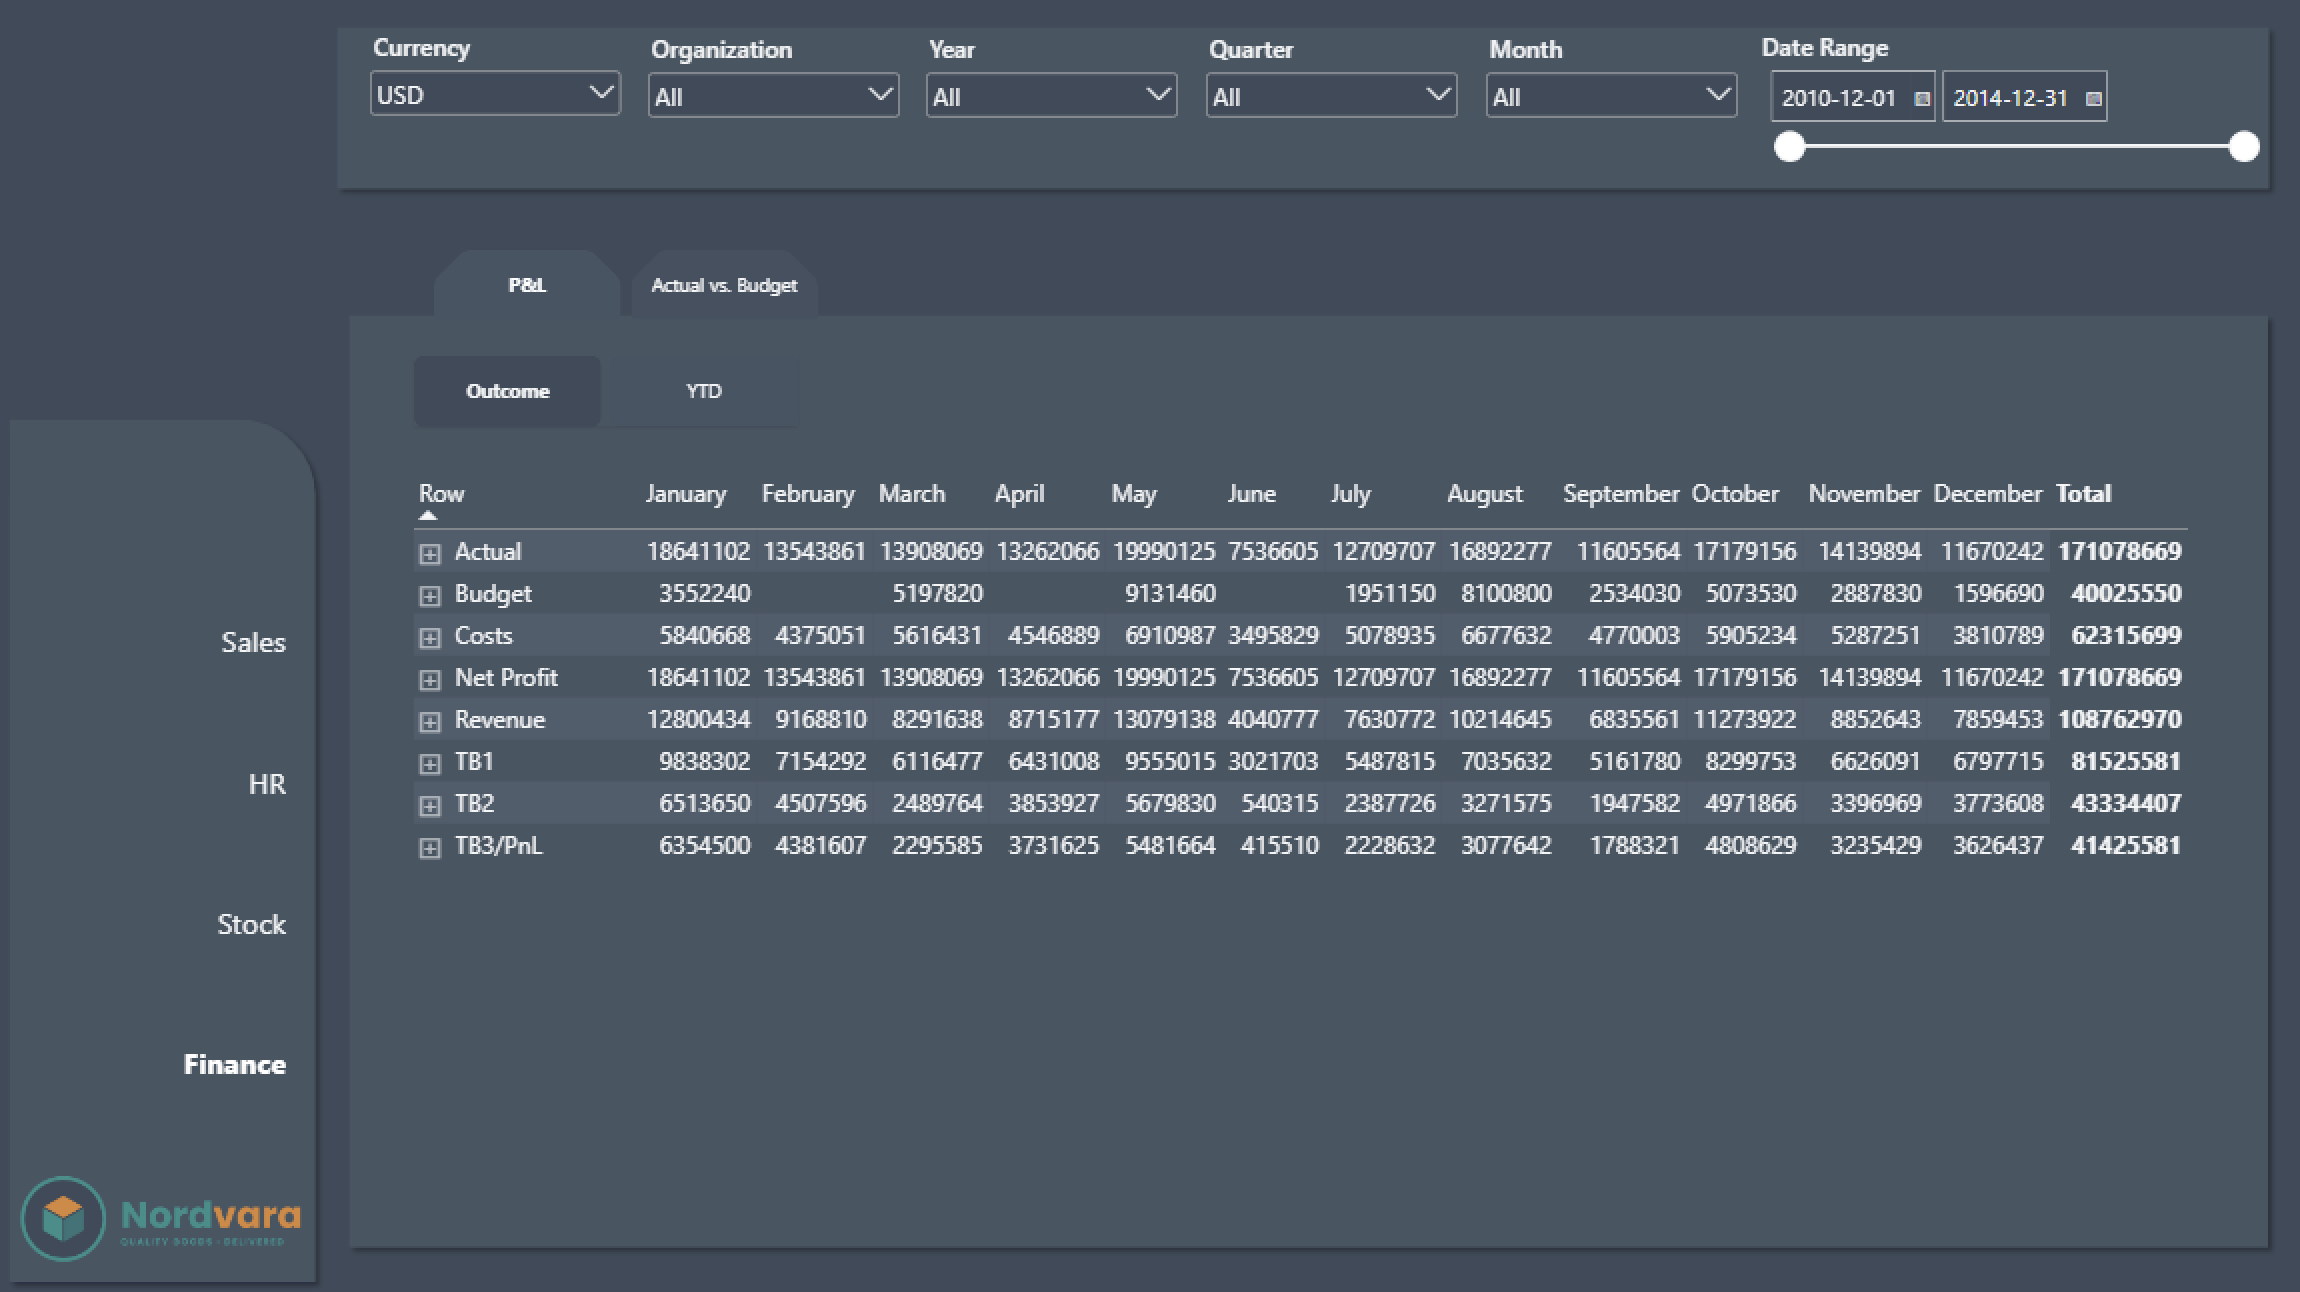 Currency Organization Year Quarter Month Date Range
USD All All All All 2010-12-01 2014-12-31
P&L Actual vs. Budget
Outcome YTD
Row January February March April May June July August September October November December Total
Actual 18641102 13543861 13908069 13262066 19990125 7536605 12709707 16892277 11605564 17179156 14139894 11670242 171078669
Budget 3552240 5197820 9131460 1951150 8100800 2534030 5073530 2887830 1596690 40025550
Costs 5840668 4375051 5616431 4546889 6910987 3495829 5078935 6677632 4770003 5905234 5287251 3810789 62315699
Net Profit 18641102 13543861 13908069 13262066 19990125 7536605 12709707 16892277 11605564 17179156 14139894 11670242 171078669
Revenue 12800434 9168810 8291638 8715177 13079138 4040777 7630772 10214645 6835561 11273922 8852643 7859453 108762970
TB1 9838302 7154292 6116477 6431008 9555015 3021703 5487815 7035632 5161780 8299753 6626091 6797715 81525581
TB2 6513650 4507596 2489764 3853927 5679830 540315 2387726 3271575 1947582 4971866 3396969 3773608 43334407
TB3/PnL 6354500 4381607 2295585 3731625 5481664 415510 2228632 3077642 1788321 4808629 3235429 3626437 41425581
Sales
HR
Stock
Finance
Nordvara
QUALITY GOODS · DELIVERED